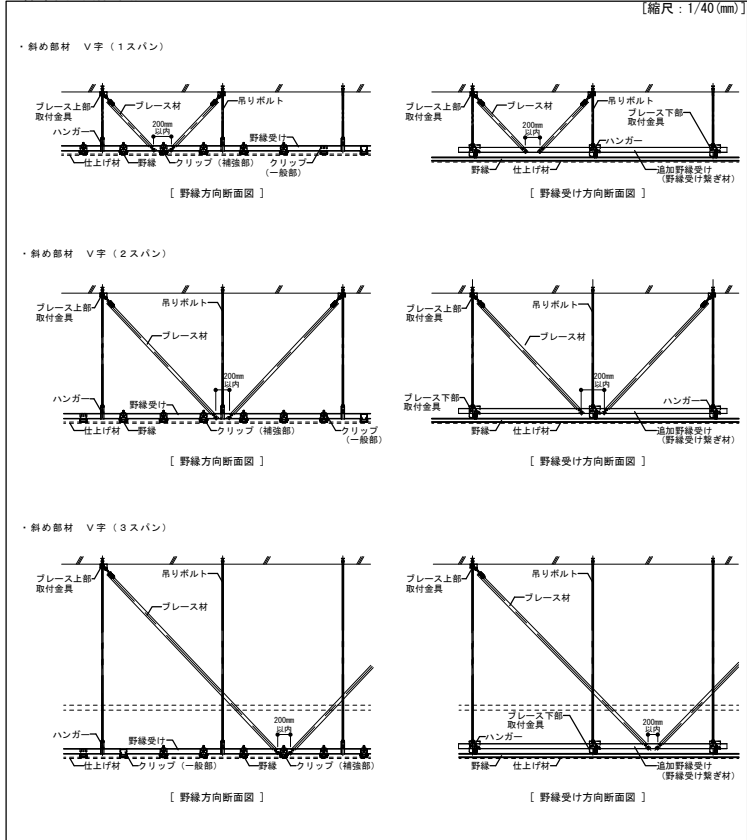 [縮尺：1/40(mm)]
・斜め部材　Ｖ字（１スパン）
ブレース上部
取付金具
ブレース材
吊りボルト
200mm
以内
ハンガー
野縁受け
仕上げ材
野縁
クリップ（補強部）
クリップ
（一般部）
[ 野縁方向断面図 ]
ブレース上部
取付金具
ブレース材
吊りボルト
ブレース下部
取付金具
200mm
以内
ハンガー
野縁
仕上げ材
追加野縁受け
(野縁受け繋ぎ材)
[ 野縁受け方向断面図 ]
・斜め部材　Ｖ字（２スパン）
ブレース上部
取付金具
吊りボルト
ブレース材
200mm
以内
ハンガー
野縁受け
仕上げ材
野縁
クリップ（補強部）
クリップ
（一般部）
[ 野縁方向断面図 ]
ブレース上部
取付金具
吊りボルト
ブレース材
200mm
以内
ブレース下部
取付金具
ハンガー
野縁
仕上げ材
追加野縁受け
(野縁受け繋ぎ材)
[ 野縁受け方向断面図 ]
・斜め部材　Ｖ字（３スパン）
ブレース上部
取付金具
吊りボルト
ブレース材
200mm
以内
ハンガー
野縁受け
仕上げ材
クリップ（一般部）
野縁
クリップ（補強部）
[ 野縁方向断面図 ]
ブレース上部
取付金具
吊りボルト
ブレース材
ブレース下部
取付金具
200mm
以内
ハンガー
野縁
仕上げ材
追加野縁受け
(野縁受け繋ぎ材)
[ 野縁受け方向断面図 ]